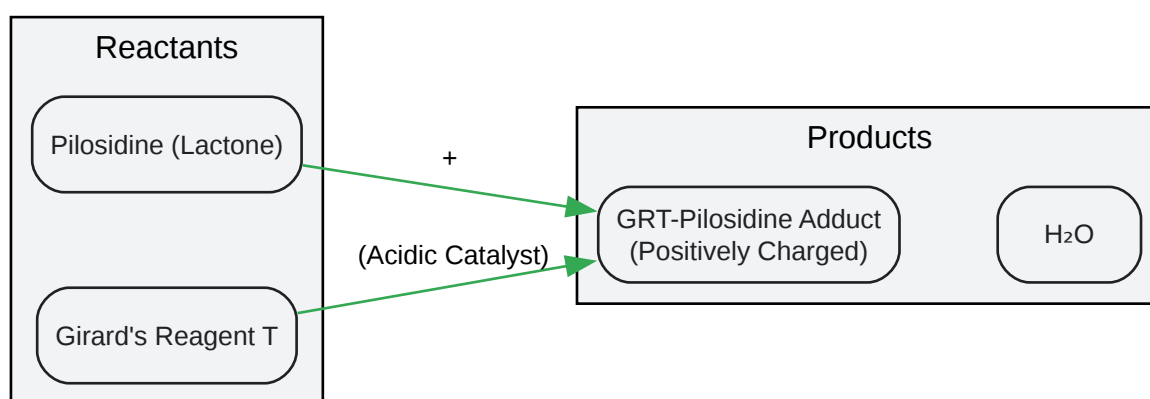 Reactants
Pilosidine (Lactone)
Girard's Reagent T
+
(Acidic Catalyst)
Products
GRT-Pilosidine Adduct
(Positively Charged)
H₂O